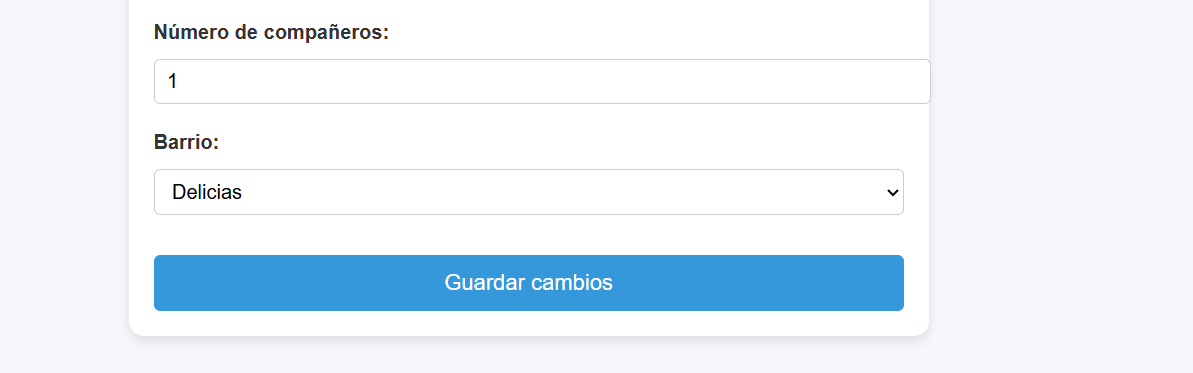 Número de compañeros:
1
Barrio:
Delicias
Guardar cambios